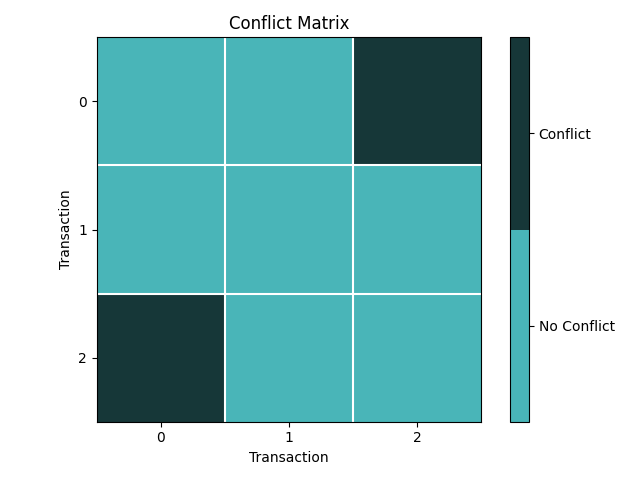 Conflict Matrix
Transaction
0
1
2
0
1
2
Transaction
Conflict
No Conflict